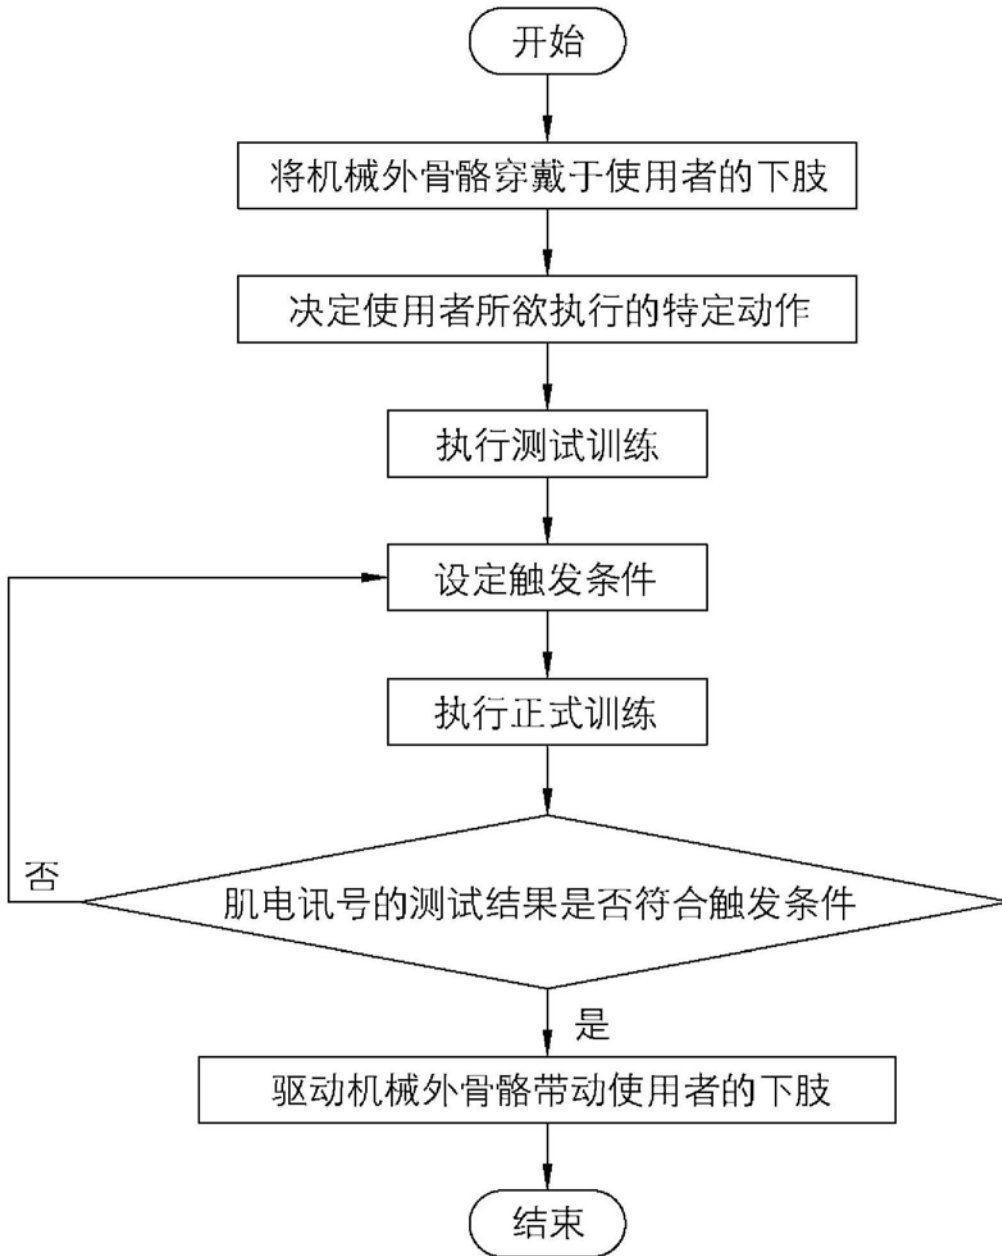 开始
将机械外骨骼穿戴于使用者的下肢
决定使用者所欲执行的特定动作
执行测试训练
设定触发条件
执行正式训练
否
肌电讯号的测试结果是否符合触发条件
是
驱动机械外骨骼带动使用者的下肢
结束